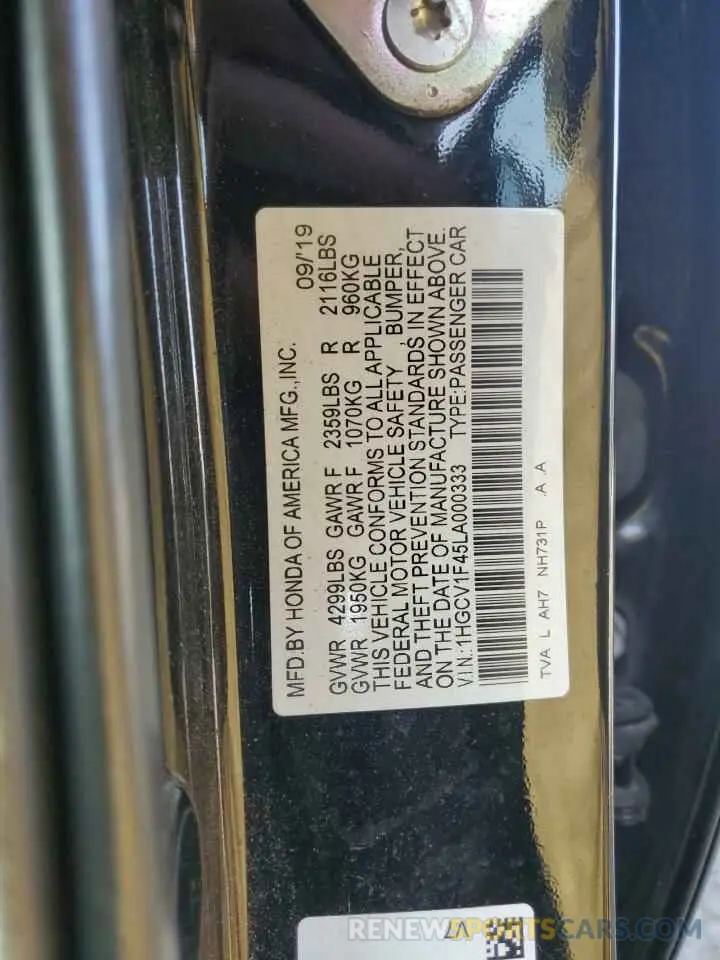 MFD.BY HONDA OF AMERICA MFG.,INC. 09/'19
GVWR 4299LBS GAWR F 2359LBS R 2116LBS
GVWR 1950KG GAWR F 1070KG R 960KG
THIS VEHICLE CONFORMS TO ALL APPLICABLE
FEDERAL MOTOR VEHICLE SAFETY , BUMPER,
AND THEFT PREVENTION STANDARDS IN EFFECT
ON THE DATE OF MANUFACTURE SHOWN ABOVE.
V.I.N.:1HGCV1F45LA000333 TYPE:PASSENGER CAR
TVA L AH7 NH731P A A
RENEWSPORTSCARS.COM